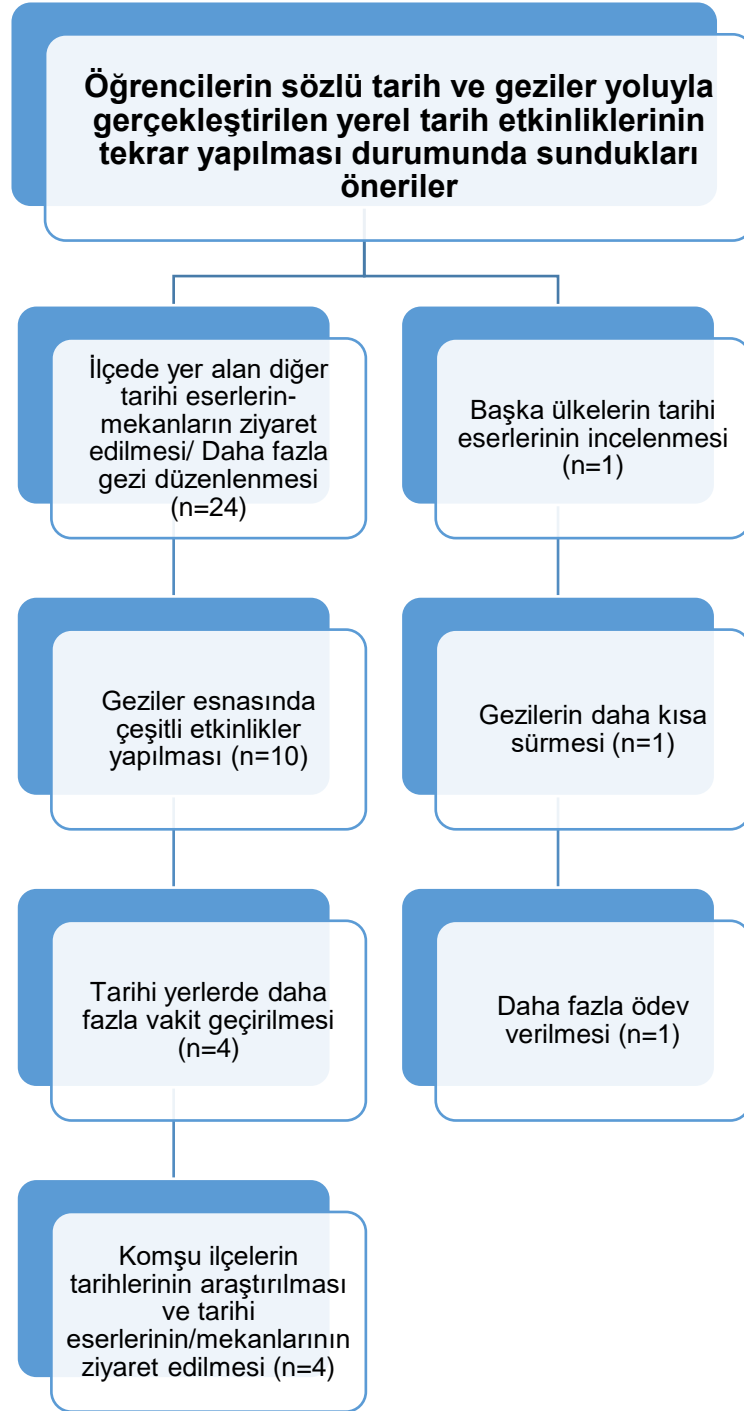 Öğrencilerin sözlü tarih ve geziler yoluyla
gerçekleştirilen yerel tarih etkinliklerinin
tekrar yapılması durumunda sundukları
öneriler
İlçede yer alan diğer
tarihi eserlerin-
mekanların ziyaret
edilmesi/ Daha fazla
gezi düzenlenmesi
(n=24)
Geziler esnasında
çeşitli etkinlikler
yapılması (n=10)
Tarihi yerlerde daha
fazla vakit geçirilmesi
(n=4)
Komşu ilçelerin
tarihlerinin araştırılması
ve tarihi
eserlerinin/mekanlarının
ziyaret edilmesi (n=4)
Başka ülkelerin tarihi
eserlerinin incelenmesi
(n=1)
Gezilerin daha kısa
sürmesi (n=1)
Daha fazla ödev
verilmesi (n=1)